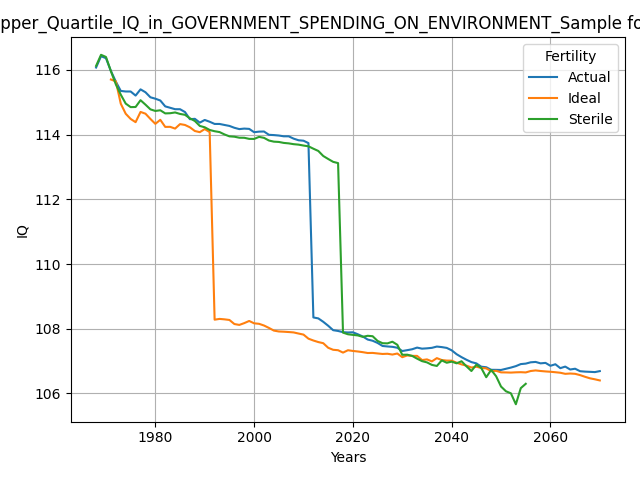 pper_Quartile_IQ_in_GOVERNMENT_SPENDING_ON_ENVIRONMENT_Sample fo
Fertility
Actual
Ideal
Sterile
116
114
112
110
108
106
IQ
1980
2000
2020
2040
2060
Years